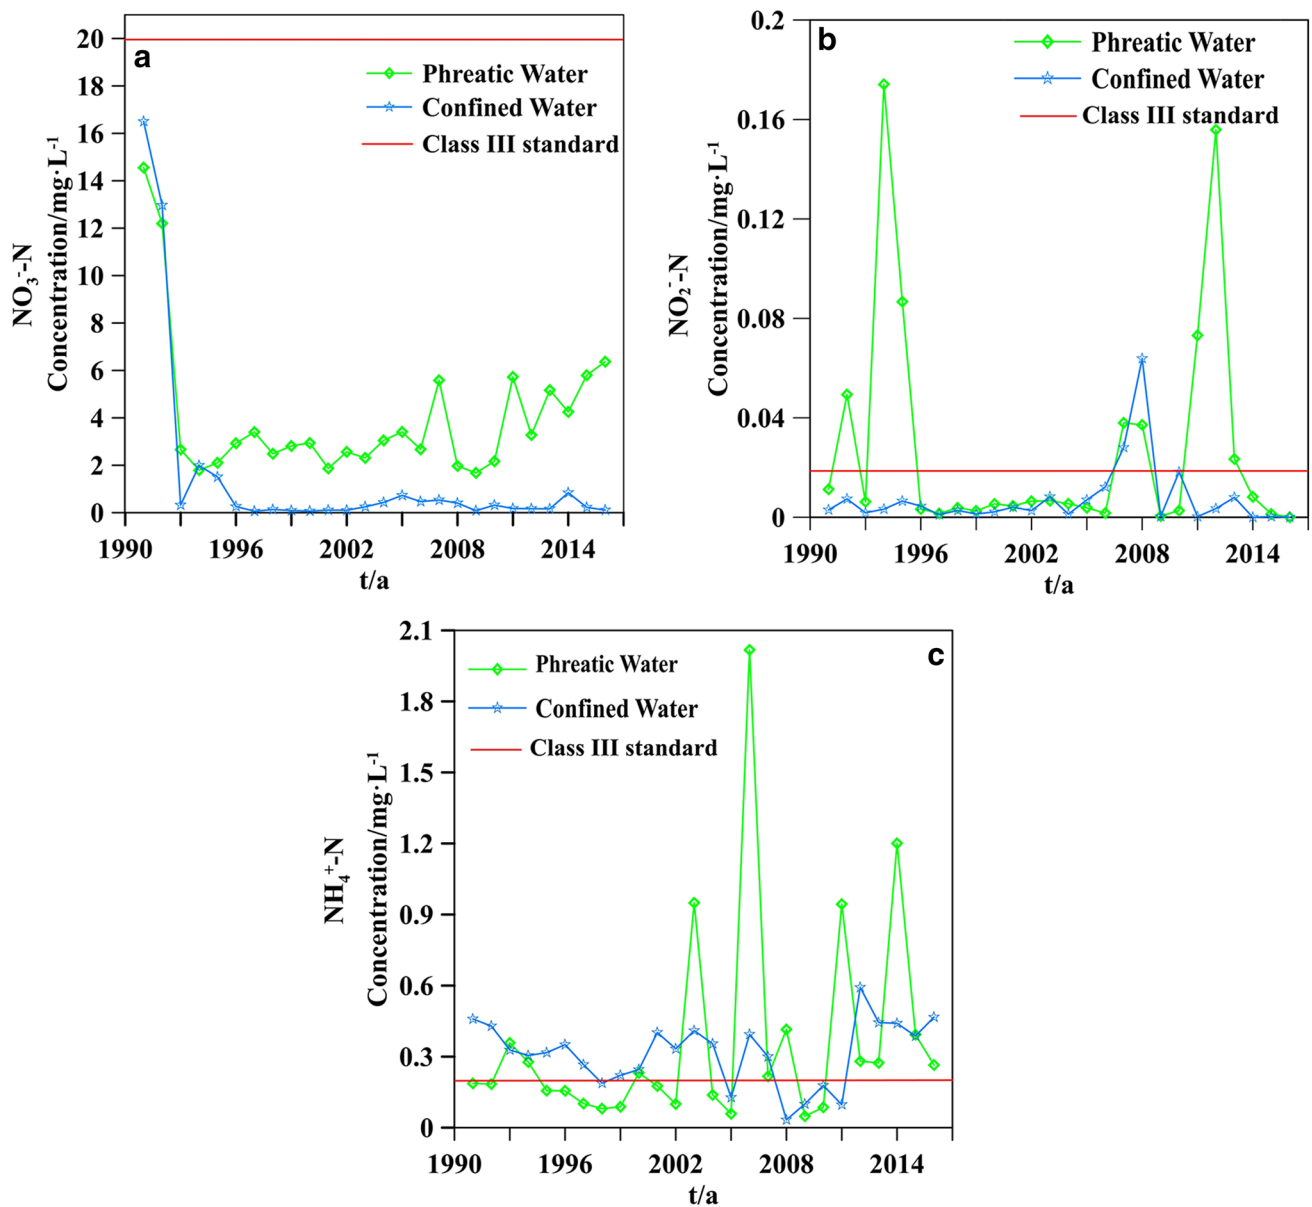 a
Phreatic Water
Confined Water
Class III standard
20
18
16
14
12
10
8
6
4
2
0
NO₃⁻-N
Concentration/mg·L⁻¹
1990 1996 2002 2008 2014
t/a
b
Phreatic Water
Confined Water
Class III standard
0.2
0.16
0.12
0.08
0.04
0
NO₂⁻-N
Concentration/mg·L⁻¹
1990 1996 2002 2008 2014
t/a
c
Phreatic Water
Confined Water
Class III standard
2.1
1.8
1.5
1.2
0.9
0.6
0.3
0
NH₄⁺-N
Concentration/mg·L⁻¹
1990 1996 2002 2008 2014
t/a